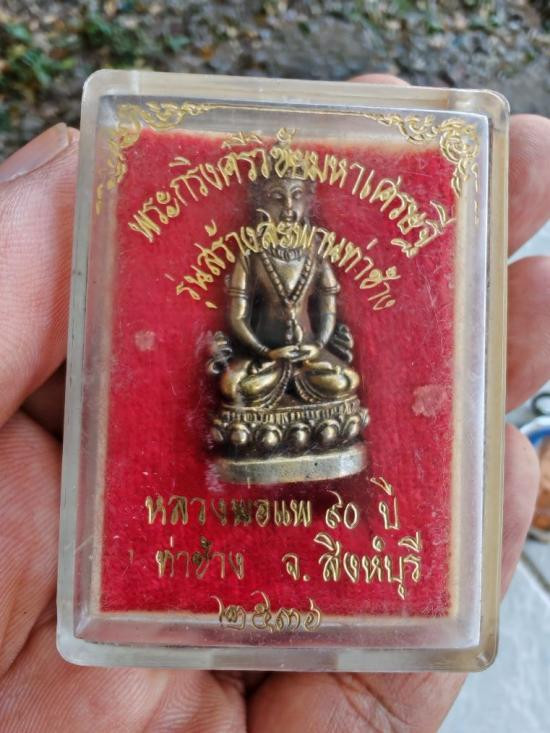 พระกริ่งศรีวิชัยมหาเศรษฐี
รุ่นสร้างสะพานท่าช้าง
หลวงพ่อแพ ๙๐ ปี
ท่าช้าง จ. สิงห์บุรี
๒๕๓๖